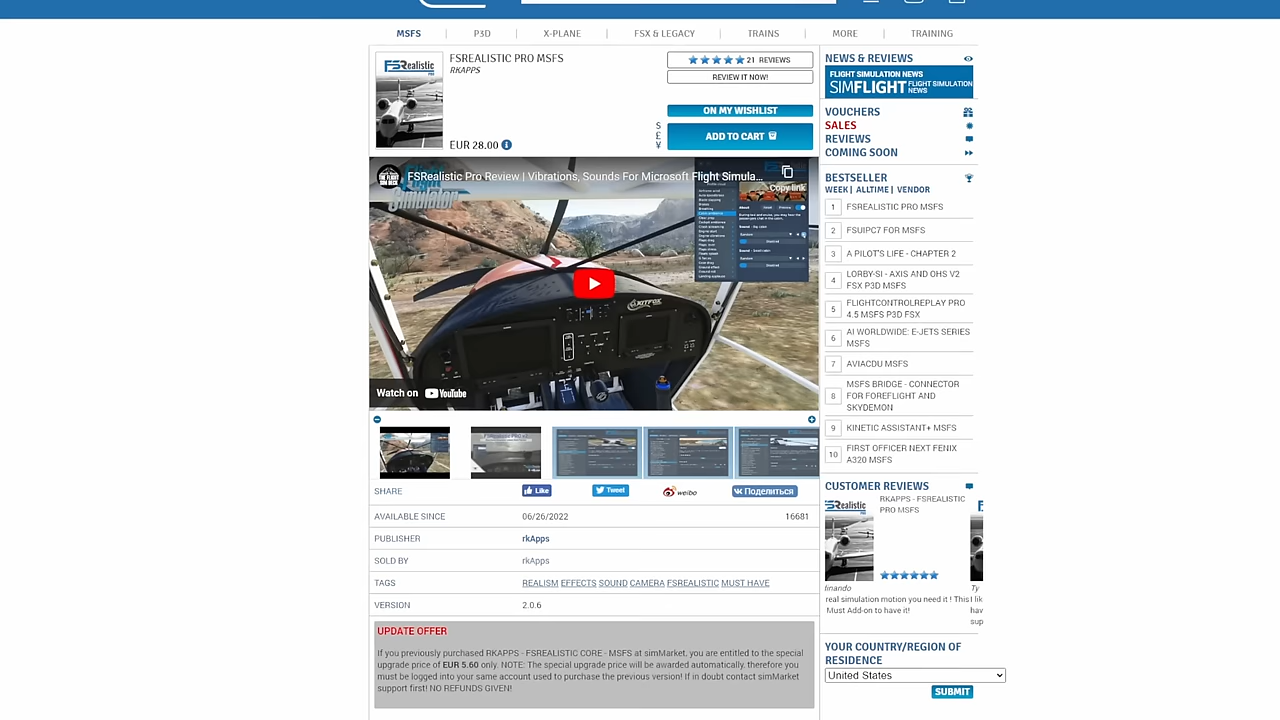 MSFS
P3D
X-PLANE
FSX & LEGACY
TRAINS
MORE
TRAINING
FSRealistic
PRO
FSREALISTIC PRO MSFS
RKAPPS
EUR 28.00
21 REVIEWS
REVIEW IT NOW!
ON MY WISHLIST
$
£
¥
ADD TO CART
FSRealistic Pro Review | Vibrations, Sounds For Microsoft Flight Simula...
Copy link
KITFOX
Watch on YouTube
SHARE
Like
Tweet
weibo
Поделиться
AVAILABLE SINCE
06/26/2022
16681
PUBLISHER
rkApps
SOLD BY
rkApps
TAGS
REALISM EFFECTS SOUND CAMERA FSREALISTIC MUST HAVE
VERSION
2.0.6
UPDATE OFFER
If you previously purchased RKAPPS - FSREALISTIC CORE - MSFS at simMarket, you are entitled to the special
upgrade price of EUR 5.60 only. NOTE: The special upgrade price will be awarded automatically, therefore you
must be logged into your same account used to purchase the previous version! If in doubt contact simMarket
support first! NO REFUNDS GIVEN!
NEWS & REVIEWS
FLIGHT SIMULATION NEWS
SIMFLIGHT FLIGHT SIMULATION
NEWS
VOUCHERS
SALES
REVIEWS
COMING SOON
BESTSELLER
WEEK | ALLTIME | VENDOR
1 FSREALISTIC PRO MSFS
2 FSUIPC7 FOR MSFS
3 A PILOT'S LIFE - CHAPTER 2
4 LORBY-SI - AXIS AND OHS V2
FSX P3D MSFS
5 FLIGHTCONTROLREPLAY PRO
4.5 MSFS P3D FSX
6 AI WORLDWIDE: E-JETS SERIES
MSFS
7 AVIACDU MSFS
8 MSFS BRIDGE - CONNECTOR
FOR FOREFLIGHT AND
SKYDEMON
9 KINETIC ASSISTANT+ MSFS
10 FIRST OFFICER NEXT FENIX
A320 MSFS
CUSTOMER REVIEWS
RKAPPS - FSREALISTIC
PRO MSFS
linando
real simulation motion you need it ! This
Must Add-on to have it!
Ty
I lik
hav
sup
YOUR COUNTRY/REGION OF
RESIDENCE
United States
SUBMIT